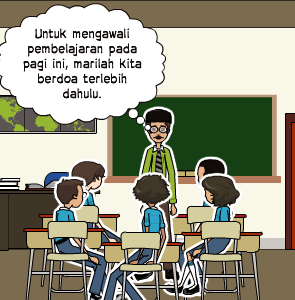 Untuk mengawali
pembelajaran pada
pagi ini, marilah kita
berdoa terlebih
dahulu.